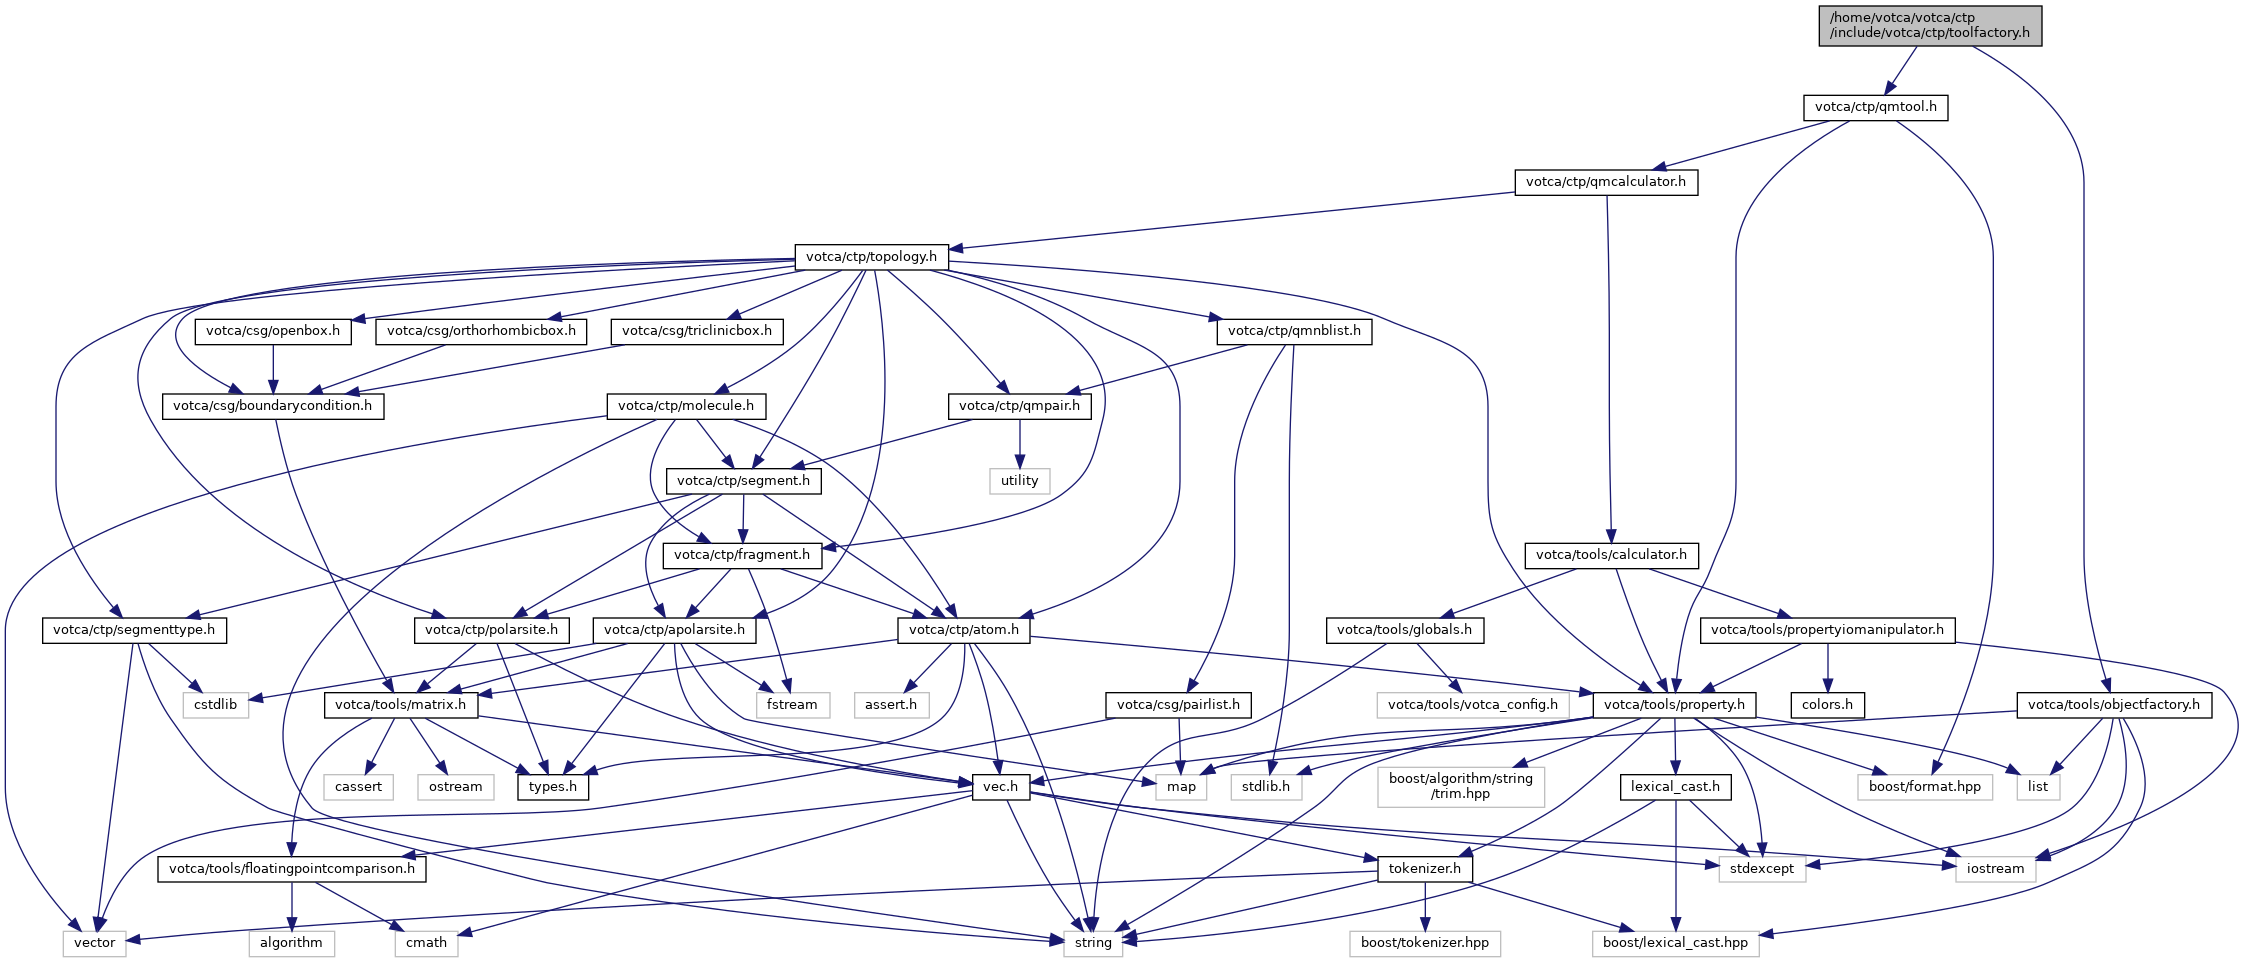 /home/votca/votca/ctp
/include/votca/ctp/toolfactory.h
votca/ctp/qmtool.h
votca/ctp/qmcalculator.h
votca/ctp/topology.h
votca/csg/openbox.h
votca/csg/orthorhombicbox.h
votca/csg/triclinicbox.h
votca/ctp/qmnblist.h
votca/csg/boundarycondition.h
votca/ctp/molecule.h
votca/ctp/qmpair.h
votca/ctp/segment.h
utility
votca/ctp/fragment.h
votca/tools/calculator.h
votca/ctp/segmenttype.h
votca/ctp/polarsite.h
votca/ctp/apolarsite.h
votca/ctp/atom.h
votca/tools/globals.h
votca/tools/propertyiomanipulator.h
cstdlib
votca/tools/matrix.h
fstream
assert.h
votca/csg/pairlist.h
votca/tools/votca_config.h
votca/tools/property.h
colors.h
votca/tools/objectfactory.h
cassert
ostream
types.h
vec.h
map
stdlib.h
boost/algorithm/string
/trim.hpp
lexical_cast.h
boost/format.hpp
list
votca/tools/floatingpointcomparison.h
tokenizer.h
stdexcept
iostream
vector
algorithm
cmath
string
boost/tokenizer.hpp
boost/lexical_cast.hpp